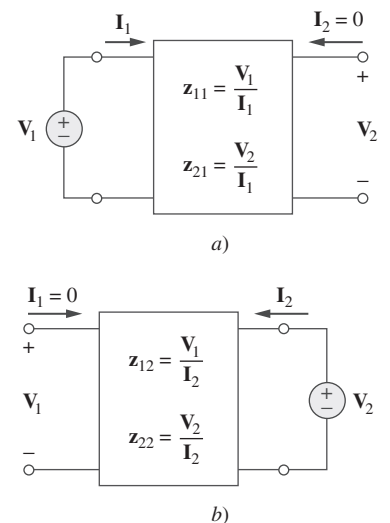 I₁ I₂ = 0
z₁₁ = V₁/I₁
+
V₁ + − V₂
z₂₁ = V₂/I₁
−
a)
I₁ = 0 I₂
+
z₁₂ = V₁/I₂
V₁ + − V₂
z₂₂ = V₂/I₂
−
b)